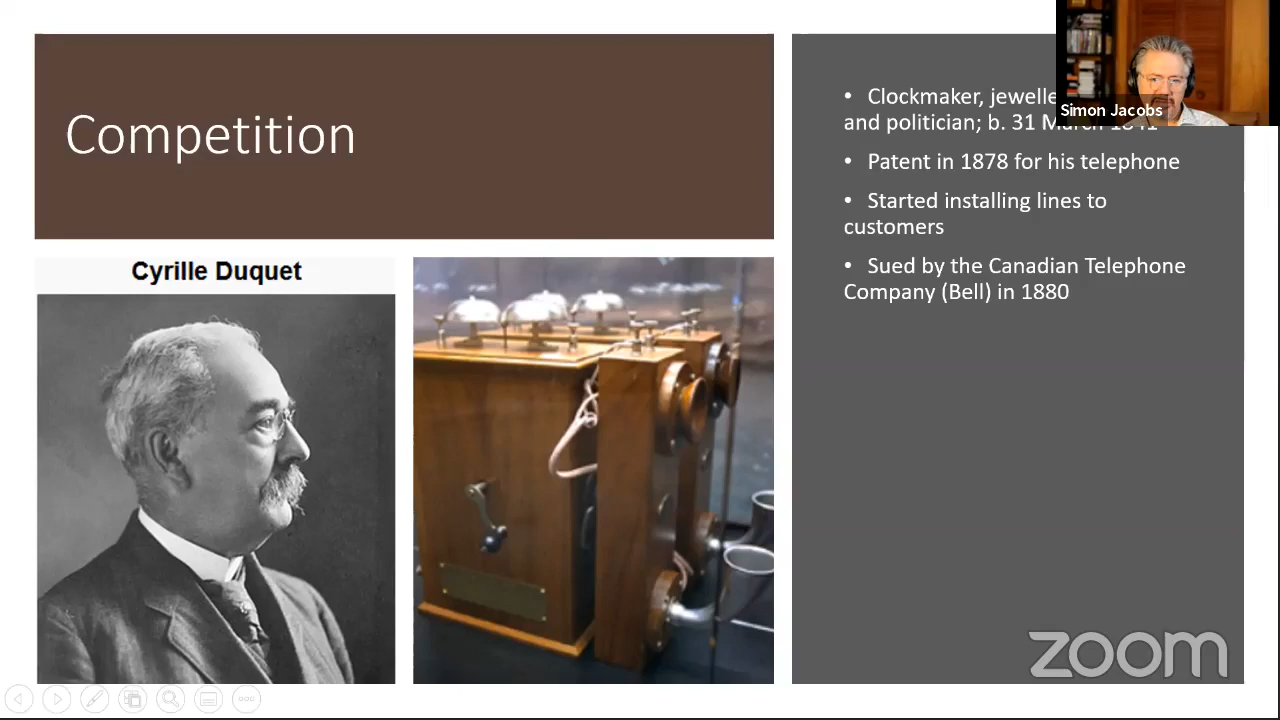 Competition
Cyrille Duquet
• Clockmaker, jewelle
and politician; b. 31 March 1841
• Patent in 1878 for his telephone
• Started installing lines to
customers
• Sued by the Canadian Telephone
Company (Bell) in 1880
Simon Jacobs
zoom